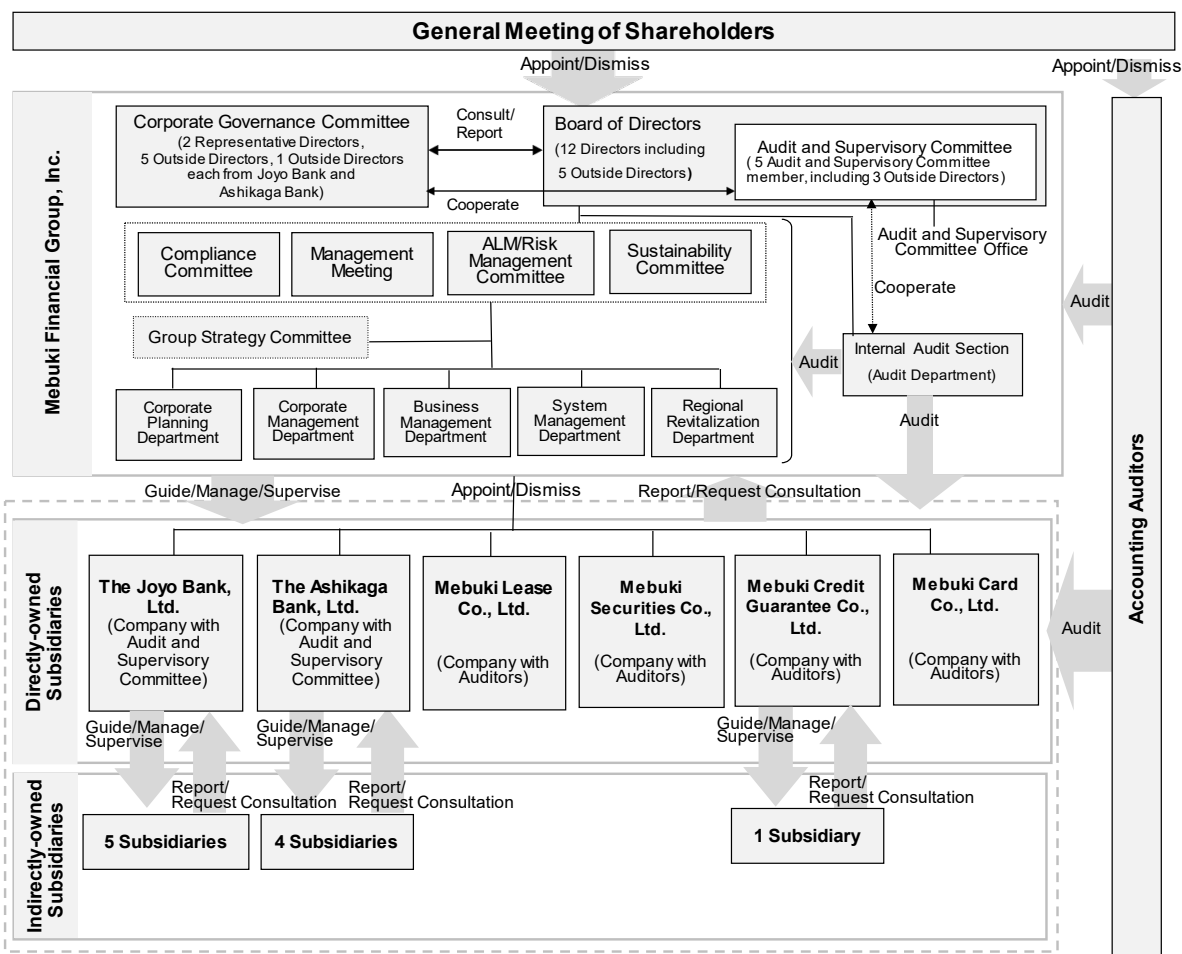 General Meeting of Shareholders
Appoint/Dismiss
Appoint/Dismiss
Mebuki Financial Group, Inc.
Corporate Governance Committee
(2 Representative Directors,
5 Outside Directors, 1 Outside Directors
each from Joyo Bank and
Ashikaga Bank)
Consult/
Report
Board of Directors
(12 Directors including
5 Outside Directors)
Audit and Supervisory Committee
( 5 Audit and Supervisory Committee
member, including 3 Outside Directors)
Cooperate
Audit and Supervisory
Committee Office
Compliance
Committee
Management
Meeting
ALM/Risk
Management
Committee
Sustainability
Committee
Cooperate
Audit
Group Strategy Committee
Audit
Internal Audit Section
(Audit Department)
Corporate
Planning
Department
Corporate
Management
Department
Business
Management
Department
System
Management
Department
Regional
Revitalization
Department
Audit
Guide/Manage/Supervise
Appoint/Dismiss
Report/Request Consultation
Accounting Auditors
Directly-owned
Subsidiaries
The Joyo Bank,
Ltd.
(Company with
Audit and
Supervisory
Committee)
The Ashikaga
Bank, Ltd.
(Company with
Audit and
Supervisory
Committee)
Mebuki Lease
Co., Ltd.
(Company with
Auditors)
Mebuki
Securities Co.,
Ltd.
(Company with
Auditors)
Mebuki Credit
Guarantee Co.,
Ltd.
(Company with
Auditors)
Mebuki Card
Co., Ltd.
(Company with
Auditors)
Audit
Guide/Manage/
Supervise
Guide/Manage/
Supervise
Guide/Manage/
Supervise
Indirectly-owned
Subsidiaries
Report/
Request Consultation
Report/
Request Consultation
Report/
Request Consultation
5 Subsidiaries
4 Subsidiaries
1 Subsidiary